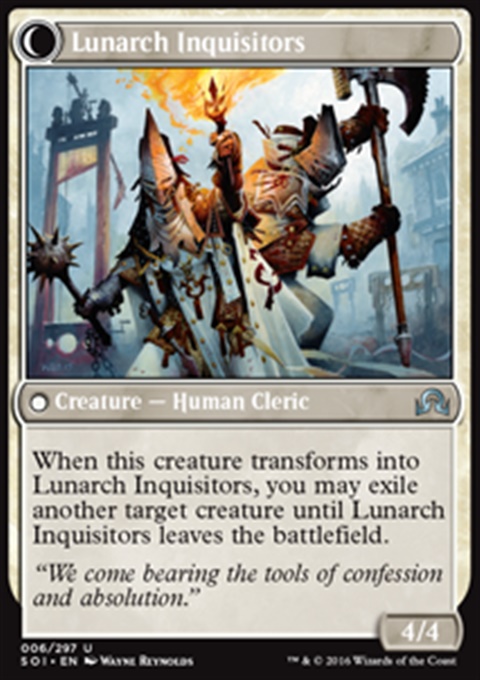 Lunarch Inquisitors
Creature — Human Cleric
When this creature transforms into
Lunarch Inquisitors, you may exile
another target creature until Lunarch
Inquisitors leaves the battlefield.
“We come bearing the tools of confession
and absolution.”
4/4
006/297 U
SOI • EN Wayne Reynolds
™ & © 2016 Wizards of the Coast